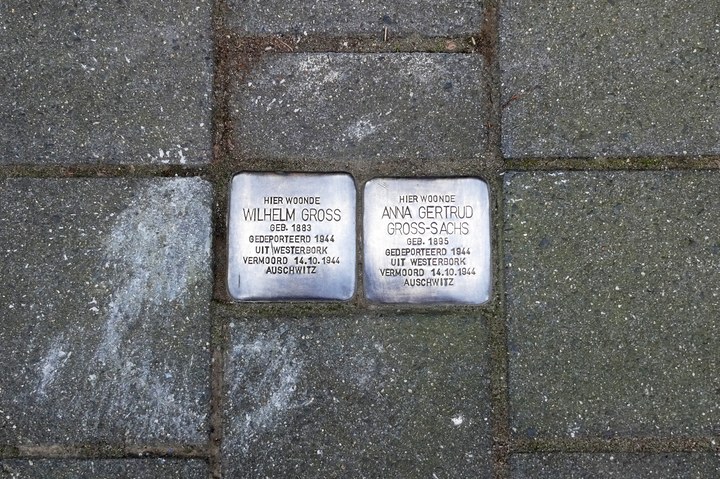 HIER WOONDE
WILHELM GROSS
GEB. 1883
GEDEPORTEERD 1944
UIT WESTERBORK
VERMOORD 14.10.1944
AUSCHWITZ
HIER WOONDE
ANNA GERTRUD
GROSS-SACHS
GEB. 1895
GEDEPORTEERD 1944
UIT WESTERBORK
VERMOORD 14.10.1944
AUSCHWITZ